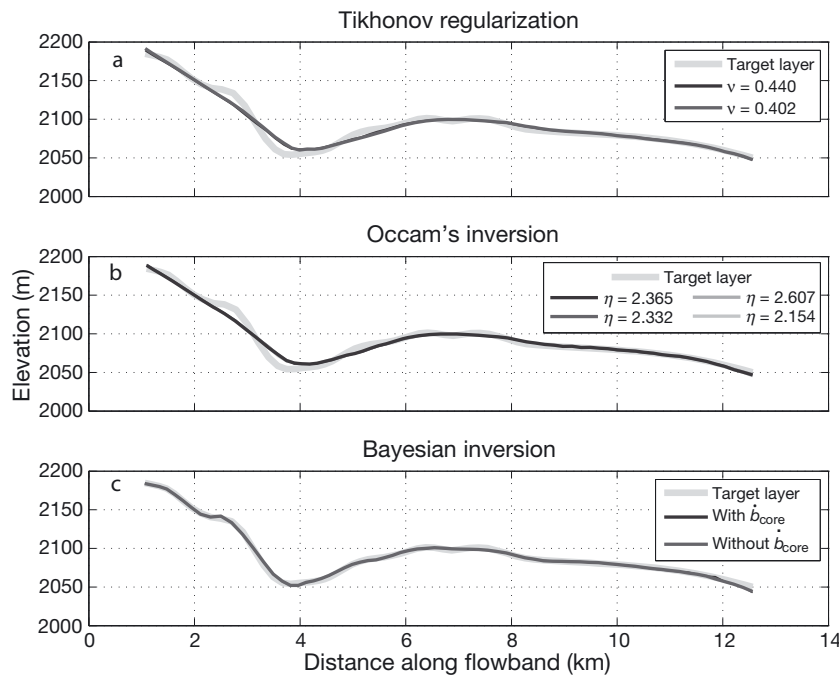 Tikhonov regularization
a
2200
2150
2100
2050
2000
Target layer
ν = 0.440
ν = 0.402
Occam's inversion
b
2200
2150
2100
2050
2000
Elevation (m)
Target layer
η = 2.365 η = 2.607
η = 2.332 η = 2.154
Bayesian inversion
c
2200
2150
2100
2050
2000
Target layer
With ḃcore
Without ḃcore
0 2 4 6 8 10 12 14
Distance along flowband (km)